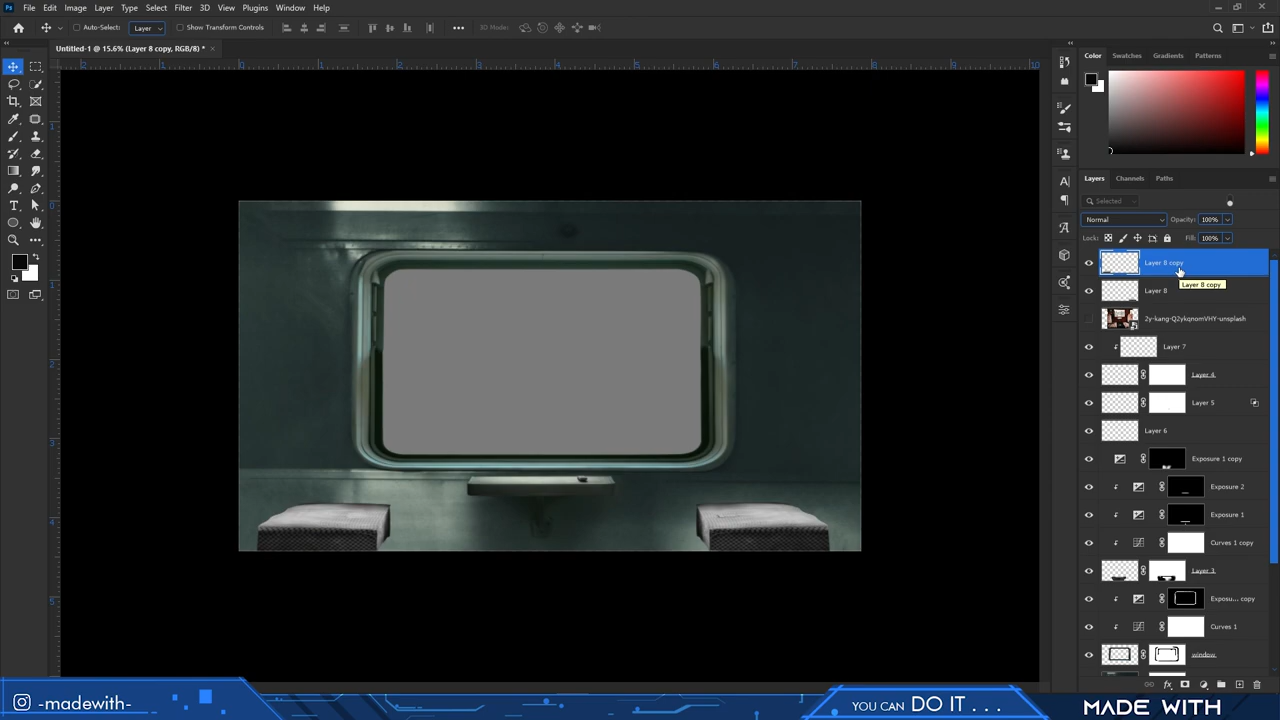 Ps File Edit Image Layer Type Select Filter 3D View Plugins Window Help
Auto-Select: Layer Show Transform Controls 3D Mode:
Untitled-1 @ 15.6% (Layer 8 copy, RGB/8) *
Color Swatches Gradients Patterns
Layers Channels Paths
Selected
Normal Opacity: 100%
Lock: Fill: 100%
Layer 8 copy
Layer 8 copy
Layer 8
2y-kang-Q2ykqnomVHY-unsplash
Layer 7
Layer 4
Layer 5
Layer 6
Exposure 1 copy
Exposure 2
Exposure 1
Curves 1 copy
Layer 3
Exposu... copy
Curves 1
window
-madewith-
YOU CAN DO IT . . .
MADE WITH